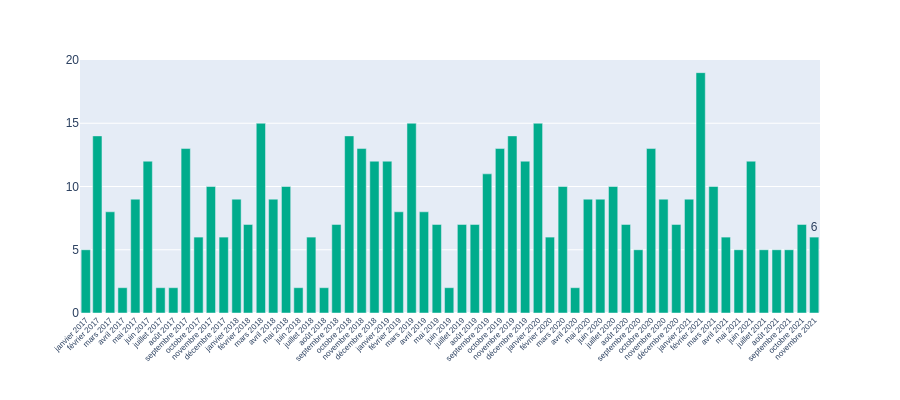 20
15
10
5
0
6
janvier 2017
février 2017
mars 2017
avril 2017
mai 2017
juin 2017
juillet 2017
août 2017
septembre 2017
octobre 2017
novembre 2017
décembre 2017
janvier 2018
février 2018
mars 2018
avril 2018
mai 2018
juin 2018
juillet 2018
août 2018
septembre 2018
octobre 2018
novembre 2018
décembre 2018
janvier 2019
février 2019
mars 2019
avril 2019
mai 2019
juin 2019
juillet 2019
août 2019
septembre 2019
octobre 2019
novembre 2019
décembre 2019
janvier 2020
février 2020
mars 2020
avril 2020
mai 2020
juin 2020
juillet 2020
août 2020
septembre 2020
octobre 2020
novembre 2020
décembre 2020
janvier 2021
février 2021
mars 2021
avril 2021
mai 2021
juin 2021
juillet 2021
août 2021
septembre 2021
octobre 2021
novembre 2021